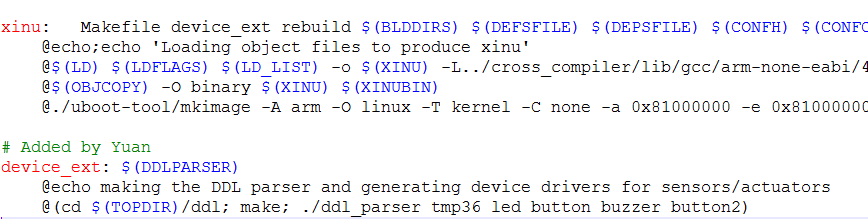 xinu:   Makefile device_ext rebuild $(BLDDIRS) $(DEFSFILE) $(DEPSFILE) $(CONFH) $(CONFC
@echo;echo 'Loading object files to produce xinu'
@$(LD) $(LDFLAGS) $(LD_LIST) -o $(XINU) -L../cross_compiler/lib/gcc/arm-none-eabi/4
@$(OBJCOPY) -O binary $(XINU) $(XINUBIN)
@./uboot-tool/mkimage -A arm -O linux -T kernel -C none -a 0x81000000 -e 0x81000000
# Added by Yuan
device_ext: $(DDLPARSER)
@echo making the DDL parser and generating device drivers for sensors/actuators
@(cd $(TOPDIR)/ddl; make; ./ddl_parser tmp36 led button buzzer button2)